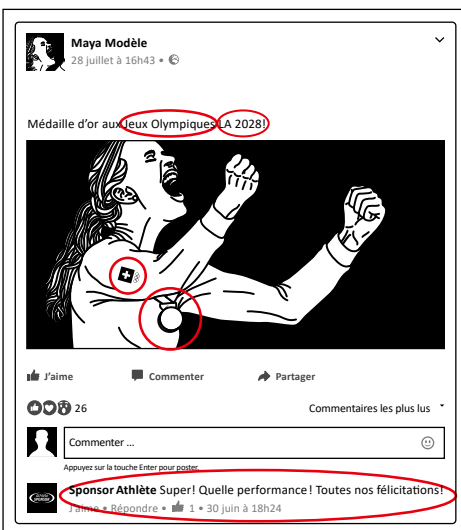 Maya Modèle
28 juillet à 16h43 •
Médaille d'or aux Jeux Olympiques LA 2028!
J'aime Commenter Partager
26 Commentaires les plus lus
Commenter ...
Appuyez sur la touche Enter pour poster.
Sponsor Athlète Super! Quelle performance! Toutes nos félicitations!
J'aime • Répondre • 1 • 30 juin à 18h24